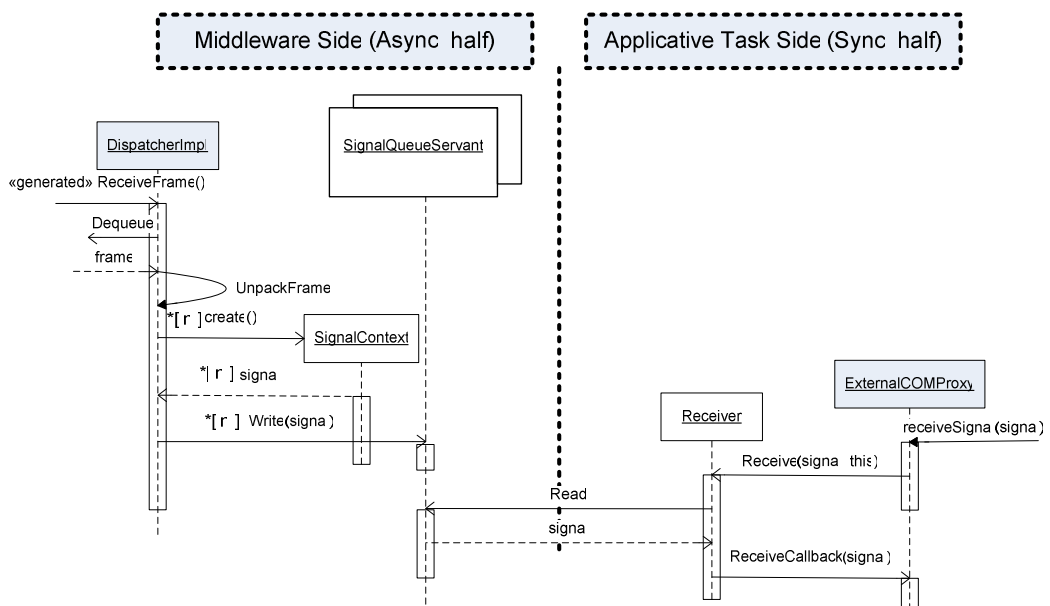 Middleware Side (Async half)
Applicative Task Side (Sync half)
DispatcherImpl
SignalQueueServant
«generated» ReceiveFrame()
Dequeue
frame
UnpackFrame
*[ r ] create()
SignalContext
*[ r ] signa
*[ r ] Write(signa)
ExternalCOMProxy
Receiver
receiveSigna (signa)
Receive(signa this)
Read
signa
ReceiveCallback(signa)